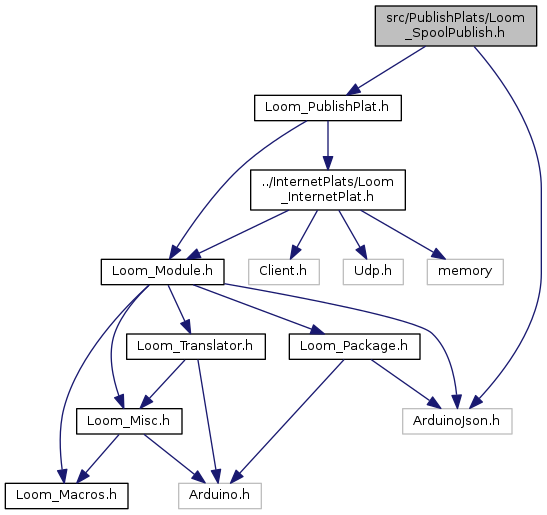 src/PublishPlats/Loom
_SpoolPublish.h
Loom_PublishPlat.h
../InternetPlats/Loom
_InternetPlat.h
Loom_Module.h
Client.h
Udp.h
memory
Loom_Translator.h
Loom_Package.h
Loom_Misc.h
ArduinoJson.h
Loom_Macros.h
Arduino.h